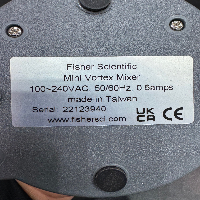 Fisher Scientific
Mini Vortex Mixer
100~240VAC 50/60Hz 0.6amps
made in Taiwan
Serial: 22123940
www.fishersci.com
UK
CA CE